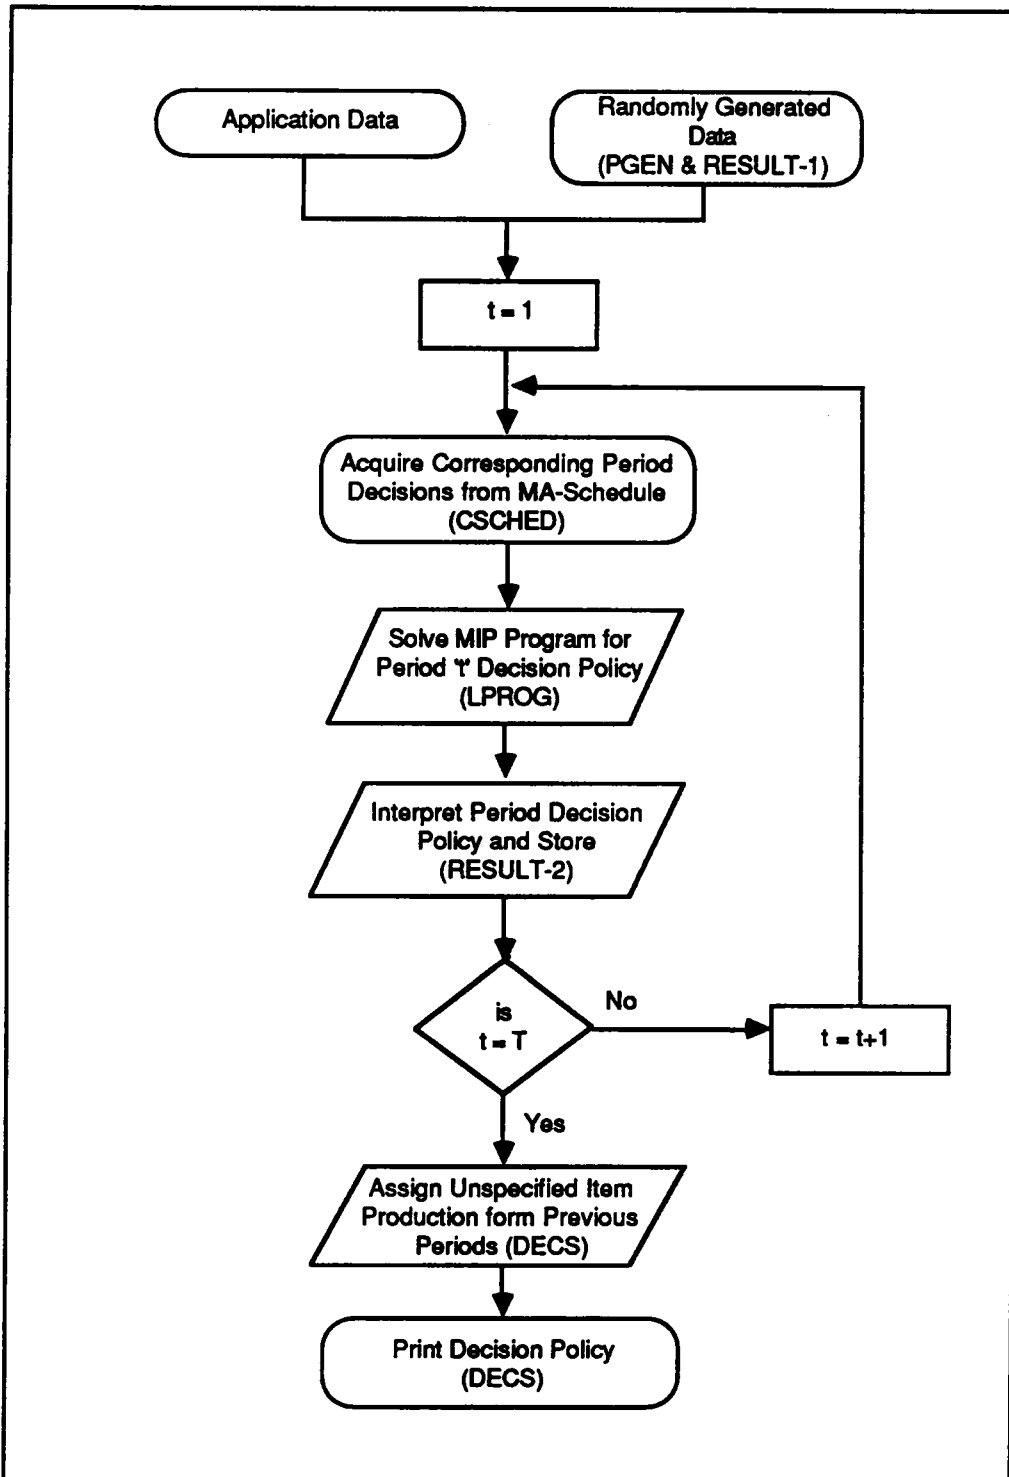 Application Data
Randomly Generated
Data
(PGEN & RESULT-1)
t = 1
Acquire Corresponding Period
Decisions from MA-Schedule
(CSCHED)
Solve MIP Program for
Period 't' Decision Policy
(LPROG)
Interpret Period Decision
Policy and Store
(RESULT-2)
is
t = T
No
t = t+1
Yes
Assign Unspecified Item
Production form Previous
Periods (DECS)
Print Decision Policy
(DECS)